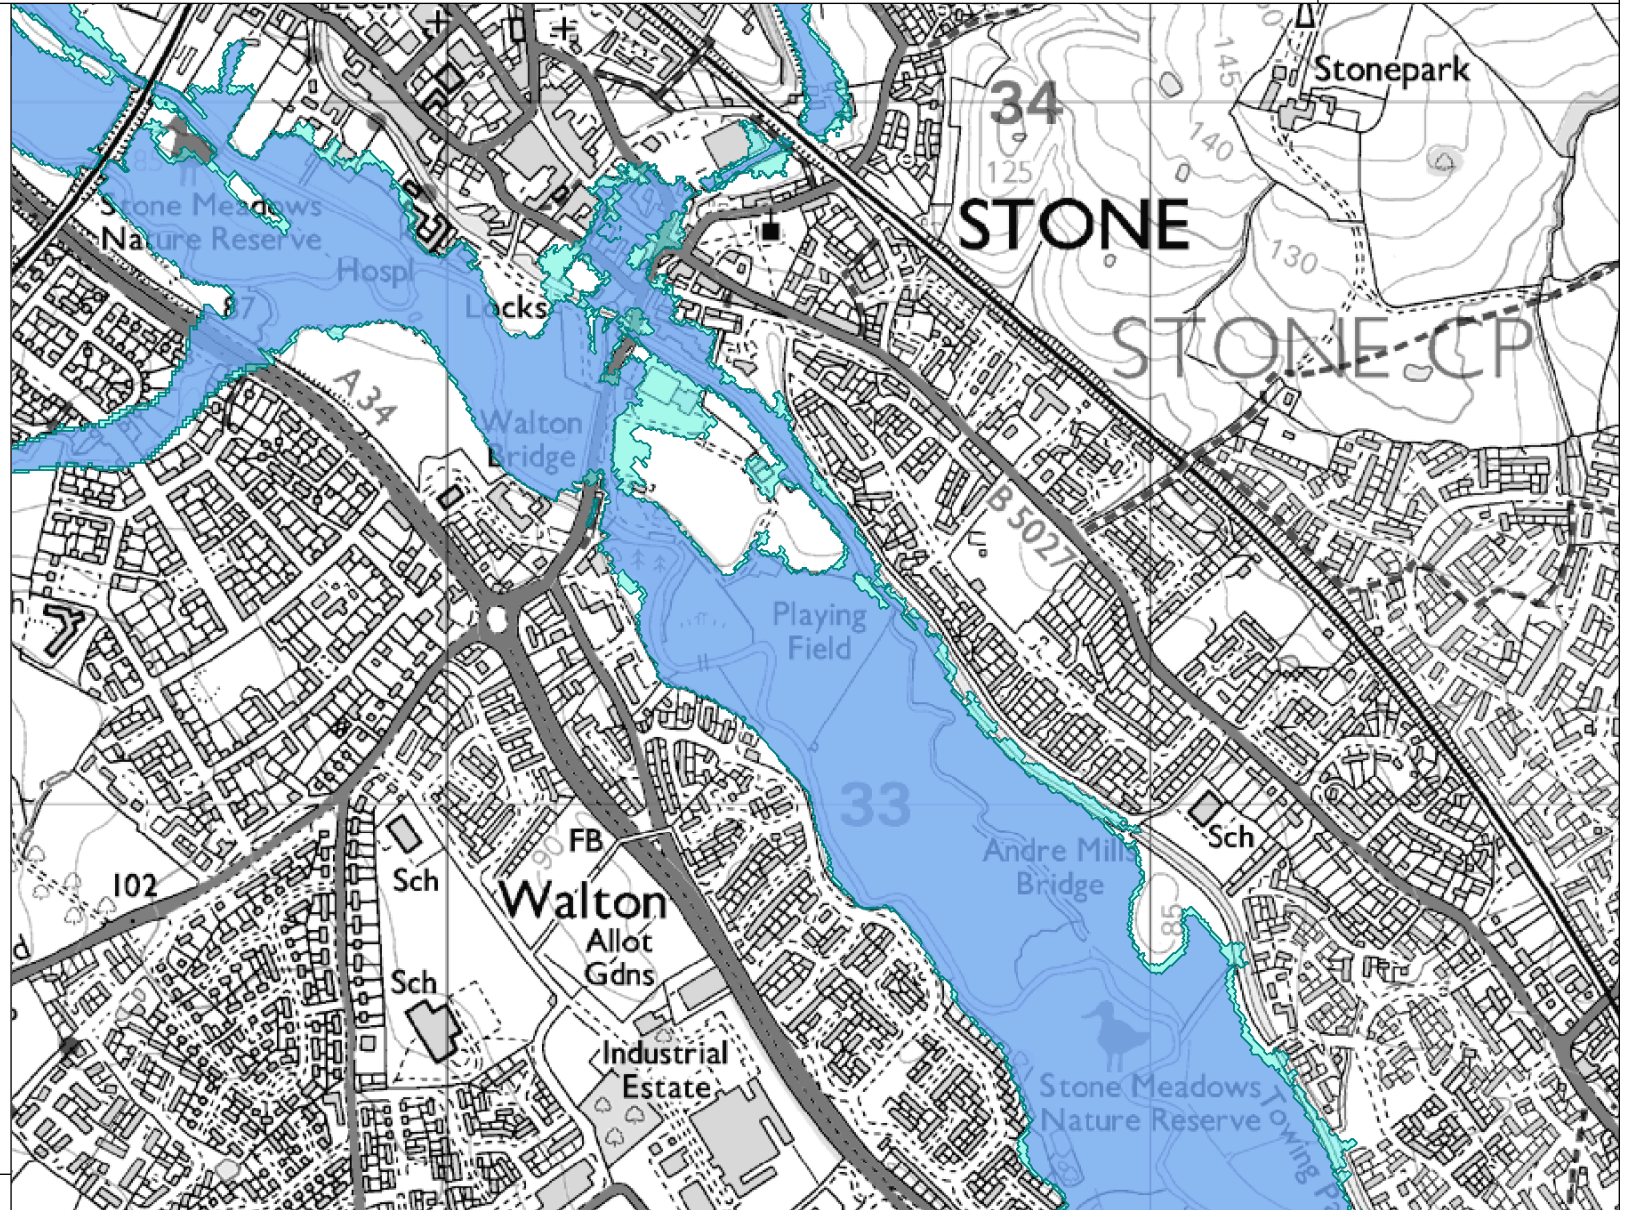 34
145
Stonepark
140
125
85
STONE
Stone Meadows
Nature Reserve
130
Hospl
87
Locks
STONE CP
A 34
Walton
Bridge
B 5027
Playing
Field
33
Andre Mills
Bridge
Sch
FB
90
102
Sch
Walton
Allot
Gdns
85
Sch
Industrial
Estate
Stone Meadows
Nature Reserve
Towing